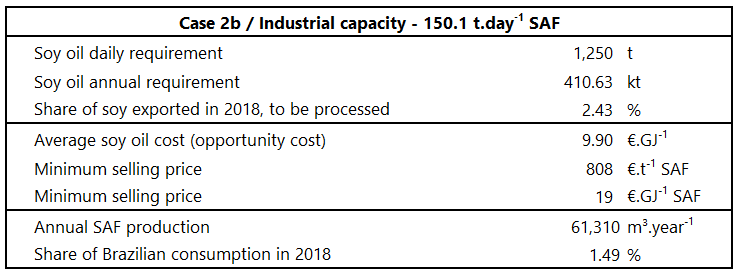 Case 2b / Industrial capacity - 150.1 t.day⁻¹ SAF
Soy oil daily requirement 1,250 t
Soy oil annual requirement 410.63 kt
Share of soy exported in 2018, to be processed 2.43 %
Average soy oil cost (opportunity cost) 9.90 €.GJ⁻¹
Minimum selling price 808 €.t⁻¹ SAF
Minimum selling price 19 €.GJ⁻¹ SAF
Annual SAF production 61,310 m³.year⁻¹
Share of Brazilian consumption in 2018 1.49 %